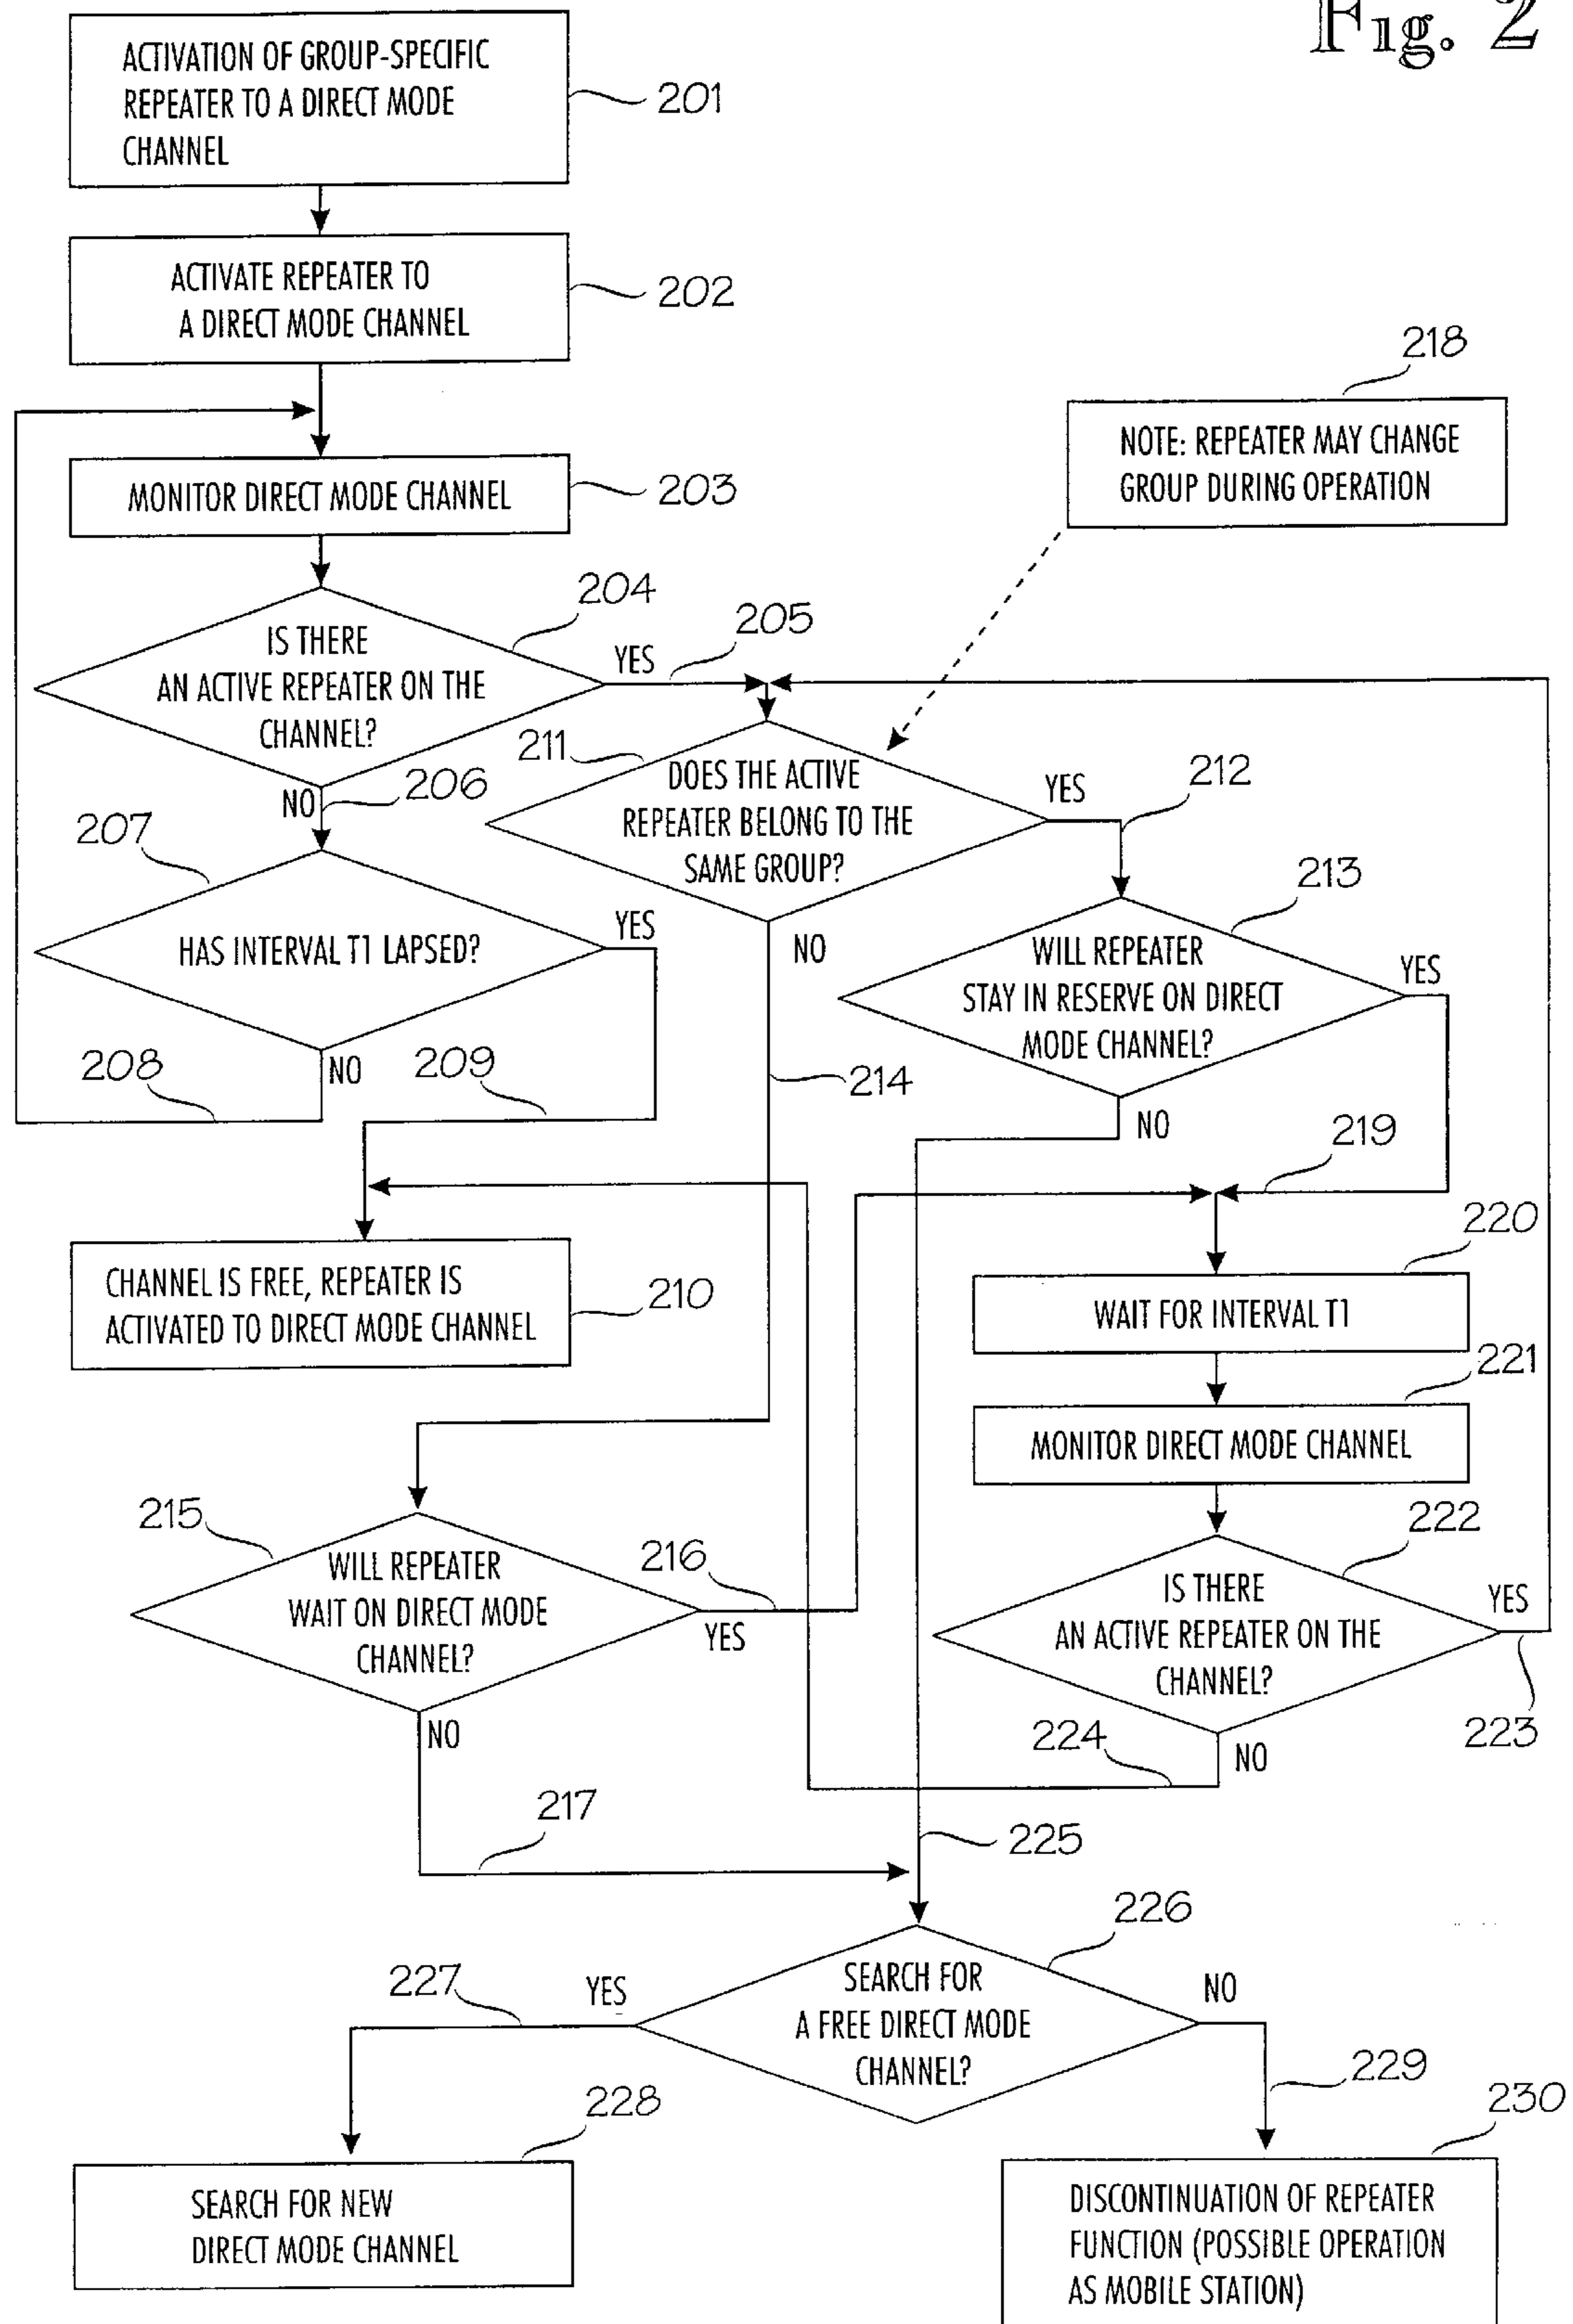 Fig. 2
ACTIVATION OF GROUP-SPECIFIC
REPEATER TO A DIRECT MODE
CHANNEL
201
ACTIVATE REPEATER TO
A DIRECT MODE CHANNEL
202
218
NOTE: REPEATER MAY CHANGE
GROUP DURING OPERATION
MONITOR DIRECT MODE CHANNEL
203
204
IS THERE
AN ACTIVE REPEATER ON THE
CHANNEL?
YES
205
NO
206
211
DOES THE ACTIVE
REPEATER BELONG TO THE
SAME GROUP?
YES
212
NO
207
HAS INTERVAL T1 LAPSED?
YES
NO
208
209
213
WILL REPEATER
STAY IN RESERVE ON DIRECT
MODE CHANNEL?
YES
NO
214
219
CHANNEL IS FREE, REPEATER IS
ACTIVATED TO DIRECT MODE CHANNEL
210
220
WAIT FOR INTERVAL T1
221
MONITOR DIRECT MODE CHANNEL
215
WILL REPEATER
WAIT ON DIRECT MODE
CHANNEL?
216
YES
NO
222
IS THERE
AN ACTIVE REPEATER ON THE
CHANNEL?
YES
223
NO
224
217
225
226
SEARCH FOR
A FREE DIRECT MODE
CHANNEL?
227
YES
NO
229
228
SEARCH FOR NEW
DIRECT MODE CHANNEL
230
DISCONTINUATION OF REPEATER
FUNCTION (POSSIBLE OPERATION
AS MOBILE STATION)